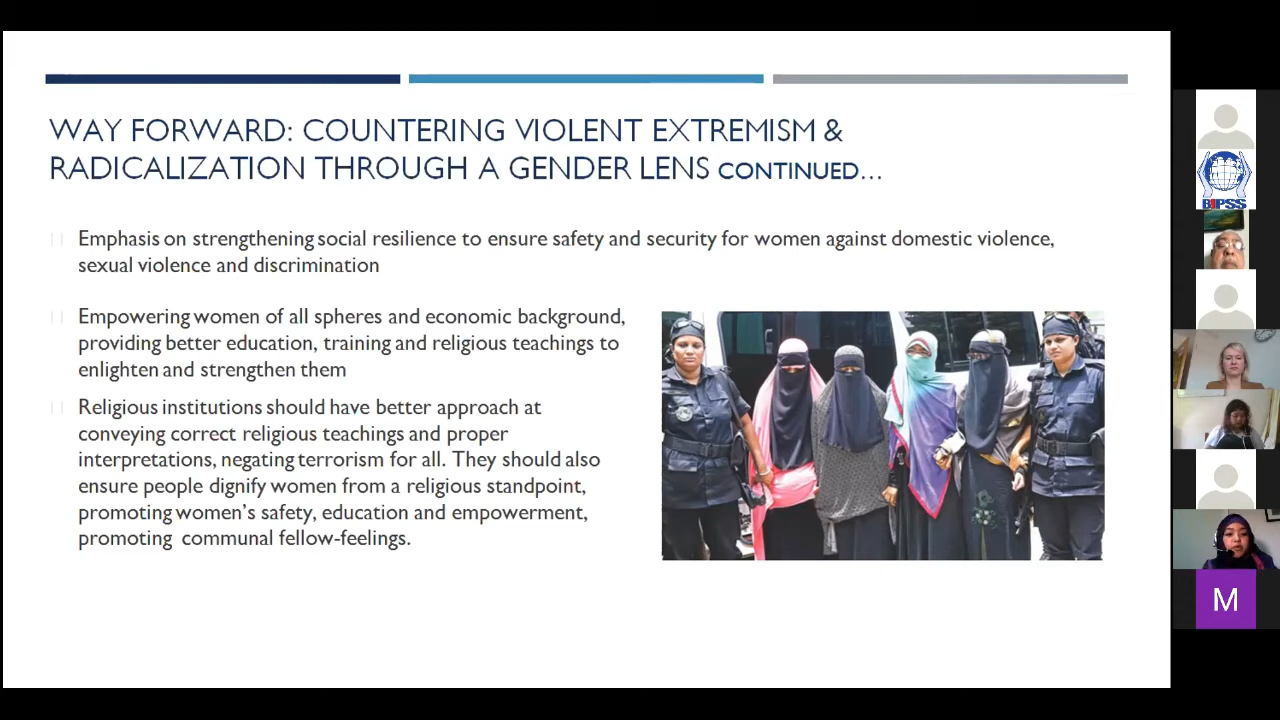 WAY FORWARD: COUNTERING VIOLENT EXTREMISM &
RADICALIZATION THROUGH A GENDER LENS CONTINUED...
Emphasis on strengthening social resilience to ensure safety and security for women against domestic violence,
sexual violence and discrimination
Empowering women of all spheres and economic background,
providing better education, training and religious teachings to
enlighten and strengthen them
Religious institutions should have better approach at
conveying correct religious teachings and proper
interpretations, negating terrorism for all. They should also
ensure people dignify women from a religious standpoint,
promoting women's safety, education and empowerment,
promoting  communal fellow-feelings.
BIPSS
M